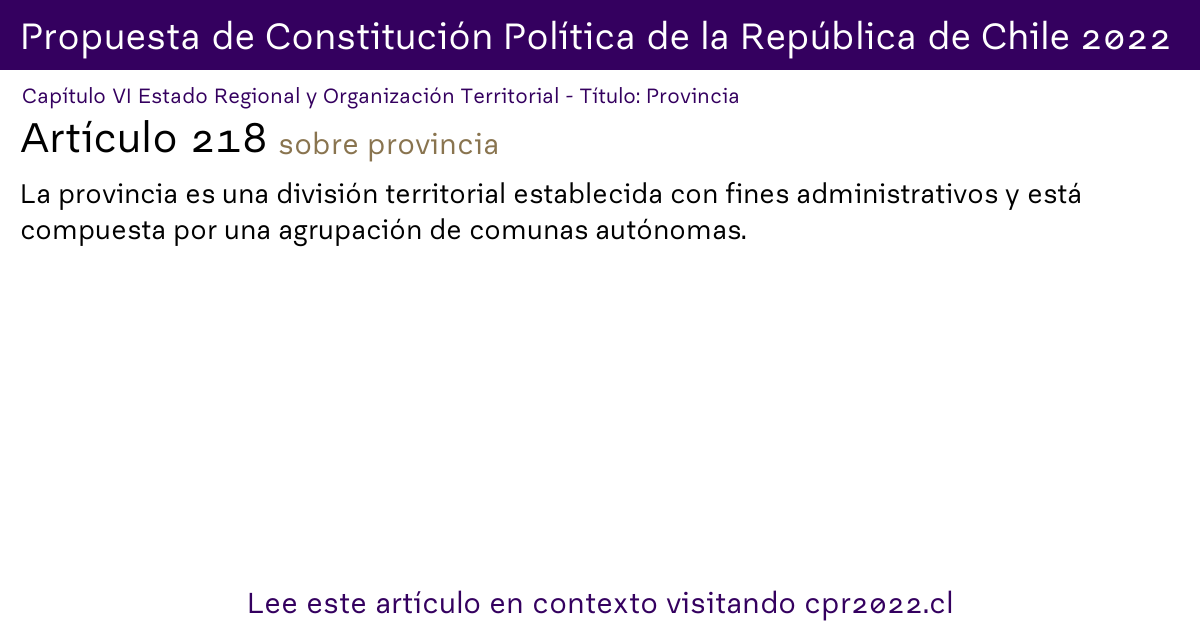 Propuesta de Constitución Política de la República de Chile 2022
Capítulo VI Estado Regional y Organización Territorial - Título: Provincia
Artículo 218 sobre provincia
La provincia es una división territorial establecida con fines administrativos y está
compuesta por una agrupación de comunas autónomas.
Lee este artículo en contexto visitando cpr2022.cl